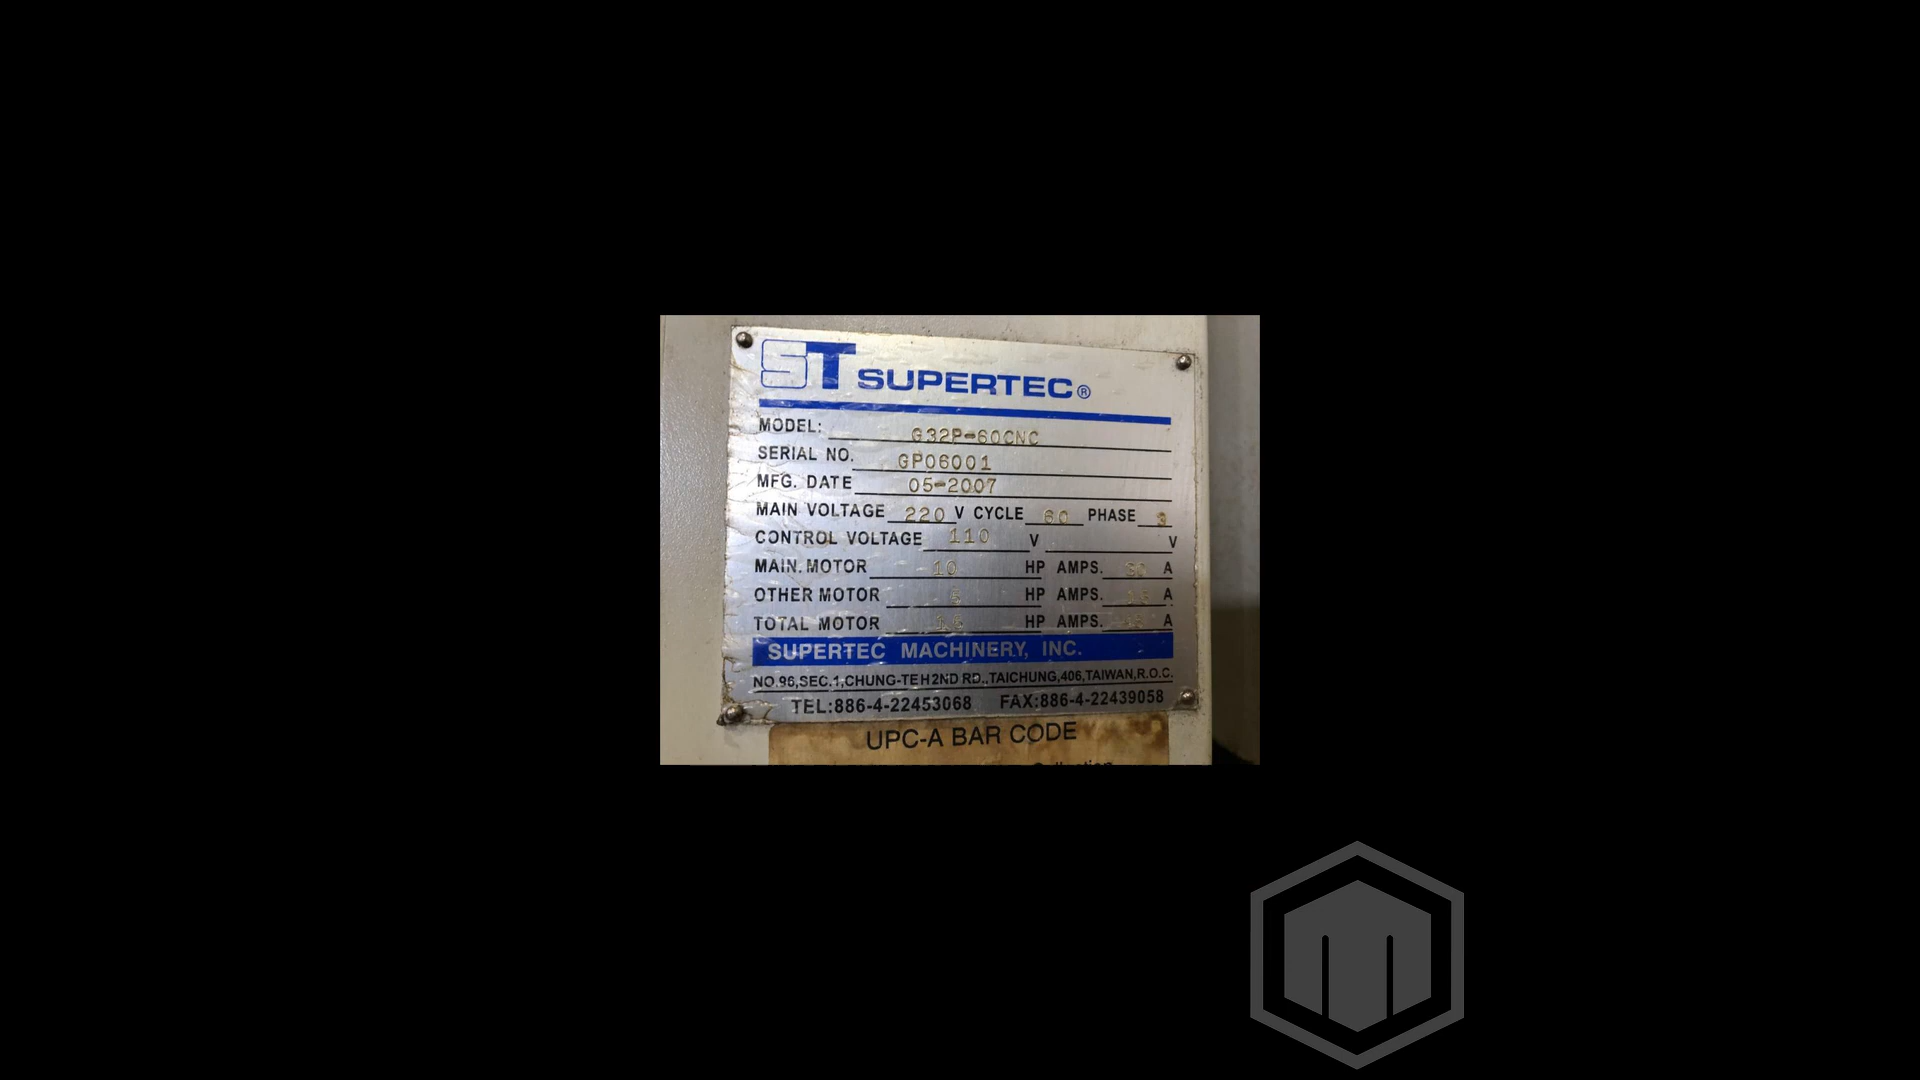 ST SUPERTEC®
MODEL: G32P-60CNC
SERIAL NO. GP06001
MFG. DATE 05-2007
MAIN VOLTAGE 220 V CYCLE 60 PHASE 3
CONTROL VOLTAGE 110 V V
MAIN. MOTOR 10 HP AMPS. A
OTHER MOTOR HP AMPS. A
TOTAL MOTOR HP AMPS. A
SUPERTEC MACHINERY, INC.
NO.96,SEC.1,CHUNG-TEH 2ND RD.,TAICHUNG,406,TAIWAN,R.O.C.
TEL:886-4-22453068 FAX:886-4-22439058
UPC-A BAR CODE